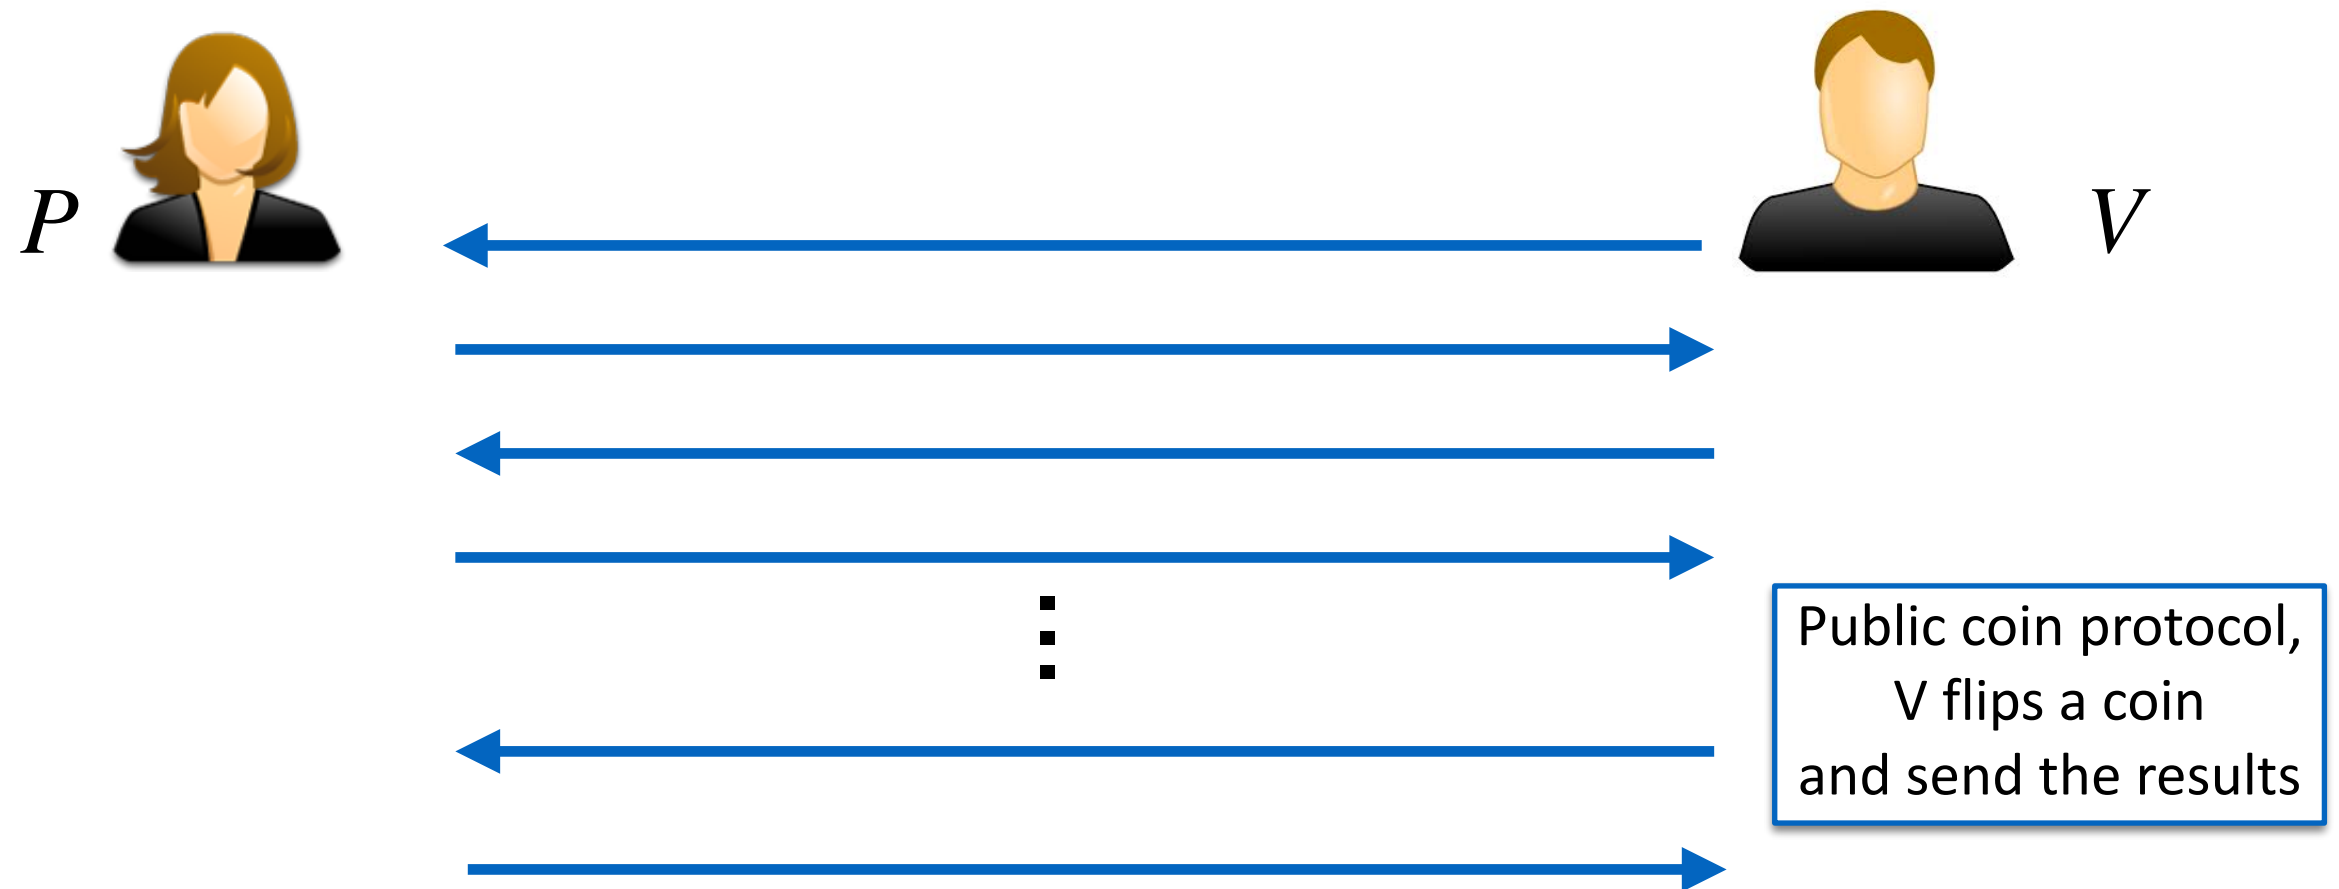 P
V
Public coin protocol,
V flips a coin
and send the results